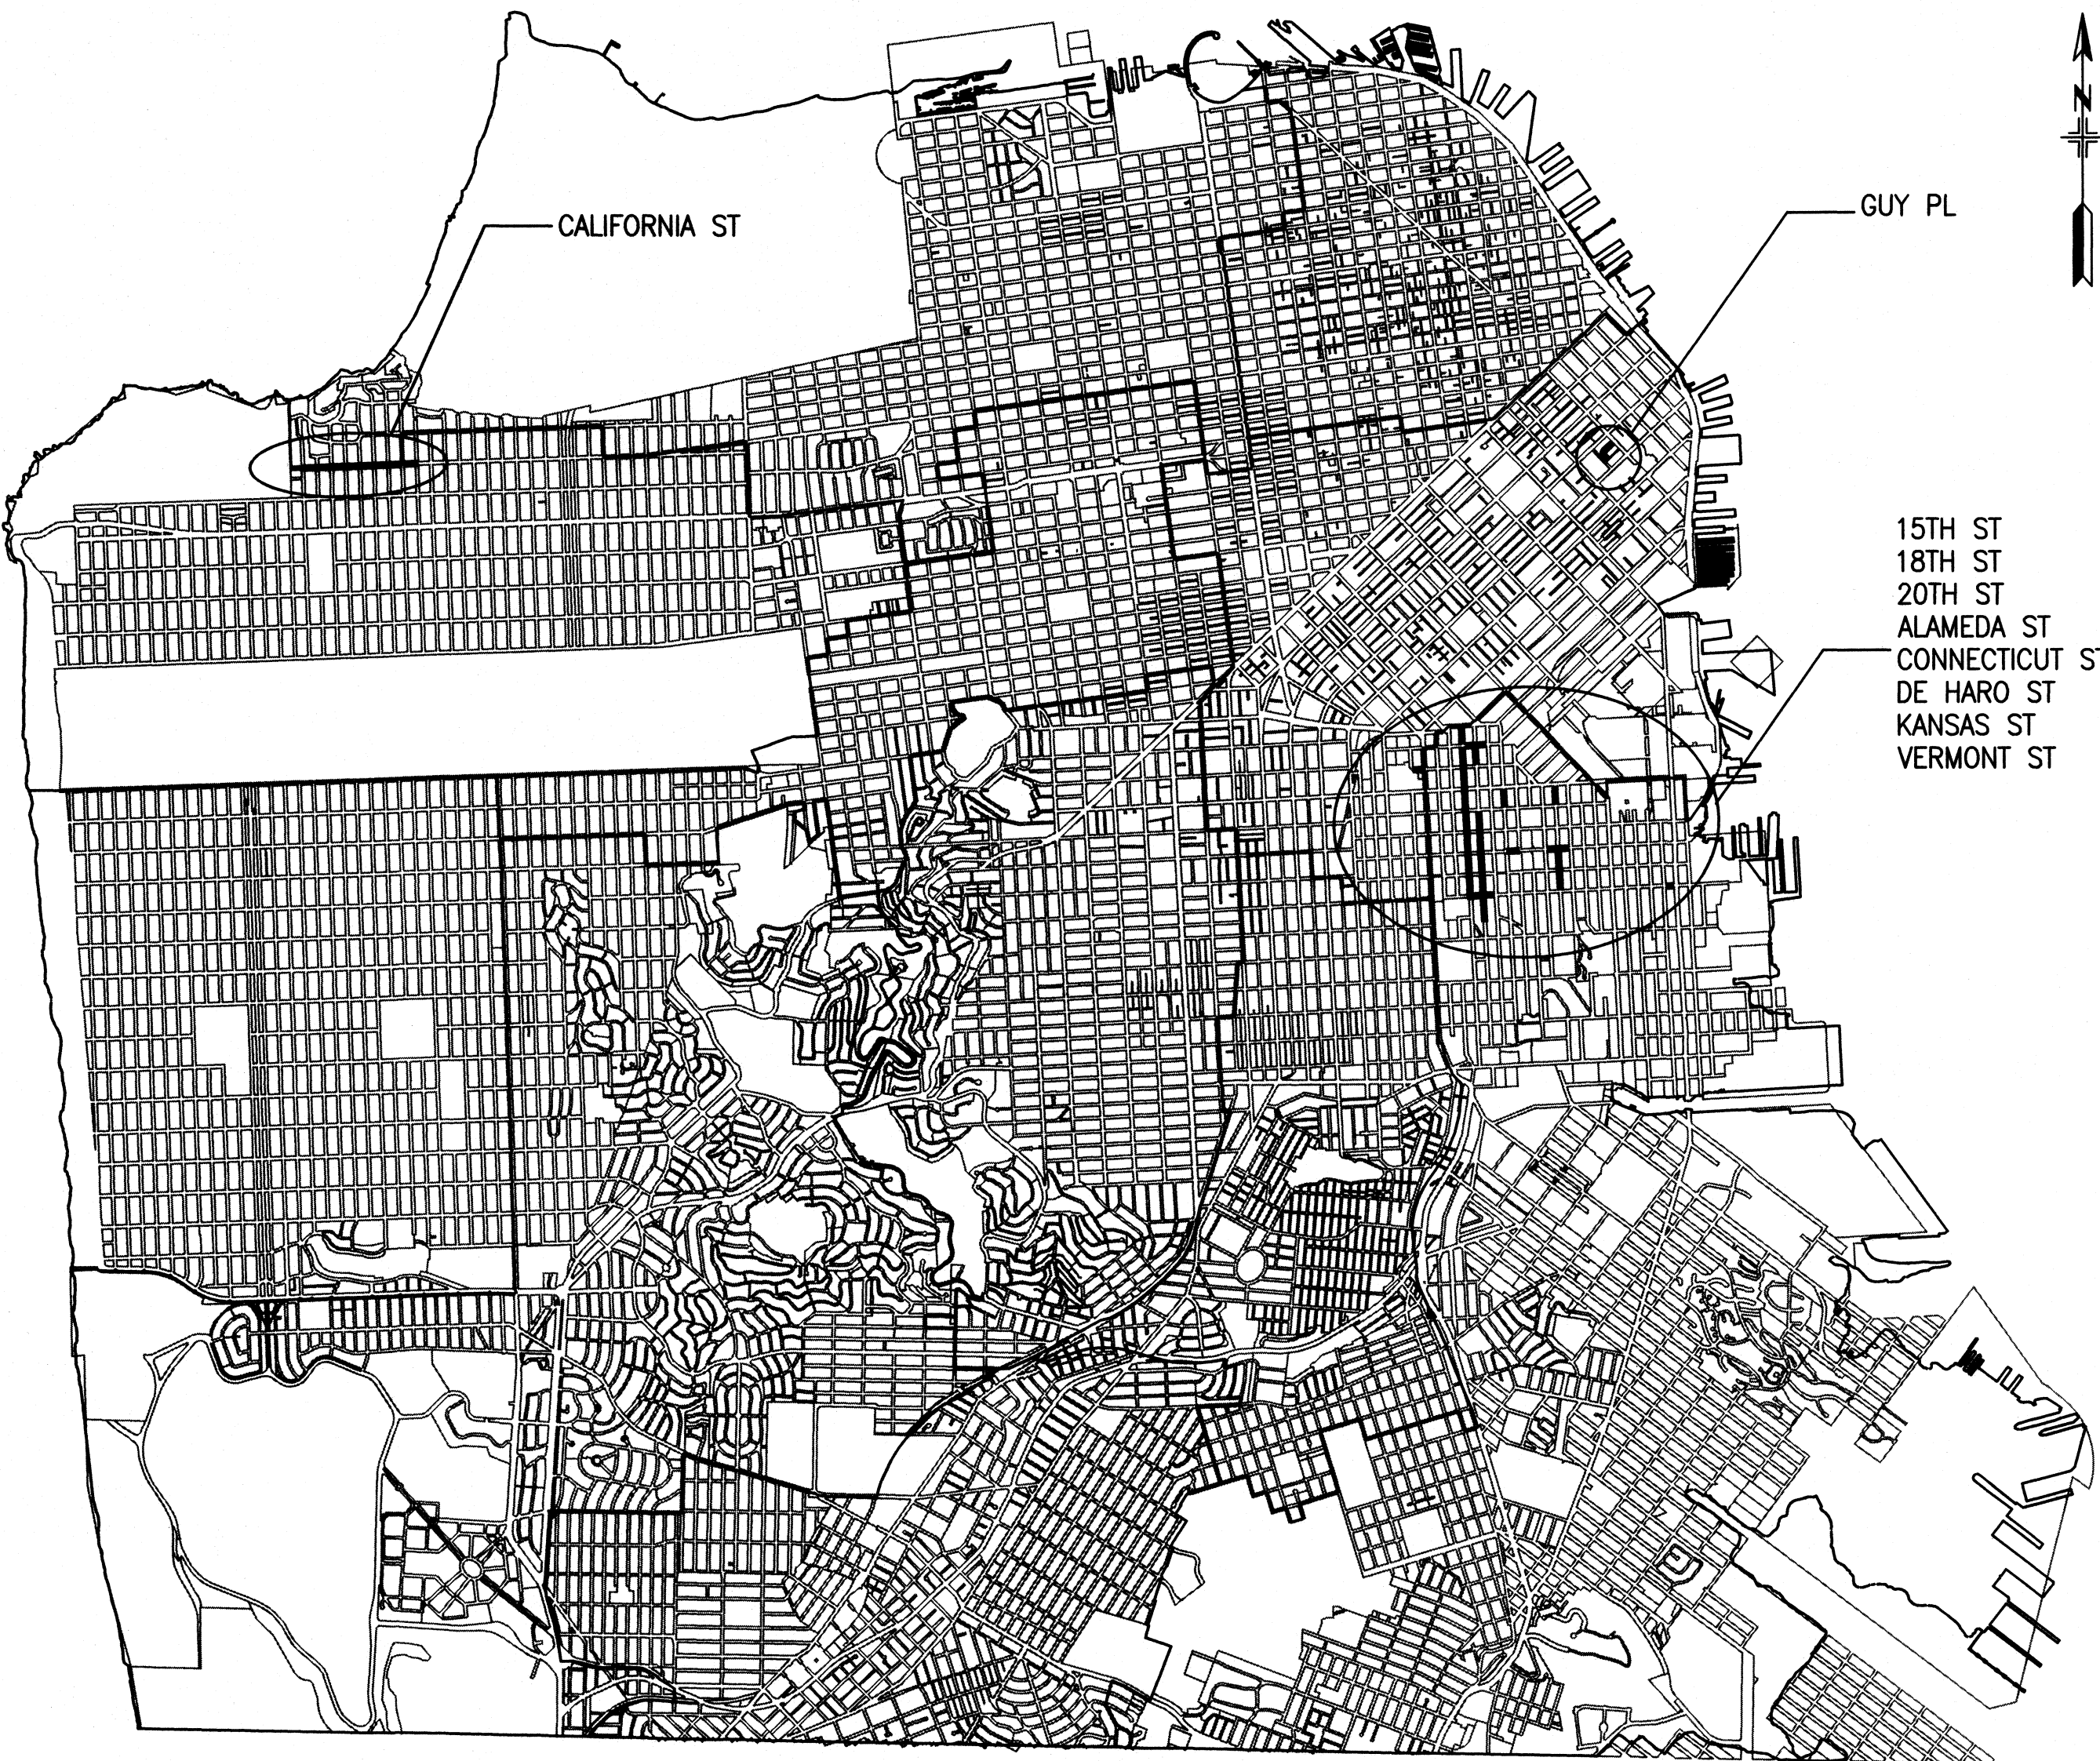 CALIFORNIA ST
GUY PL
N
15TH ST
18TH ST
20TH ST
ALAMEDA ST
CONNECTICUT ST
DE HARO ST
KANSAS ST
VERMONT ST